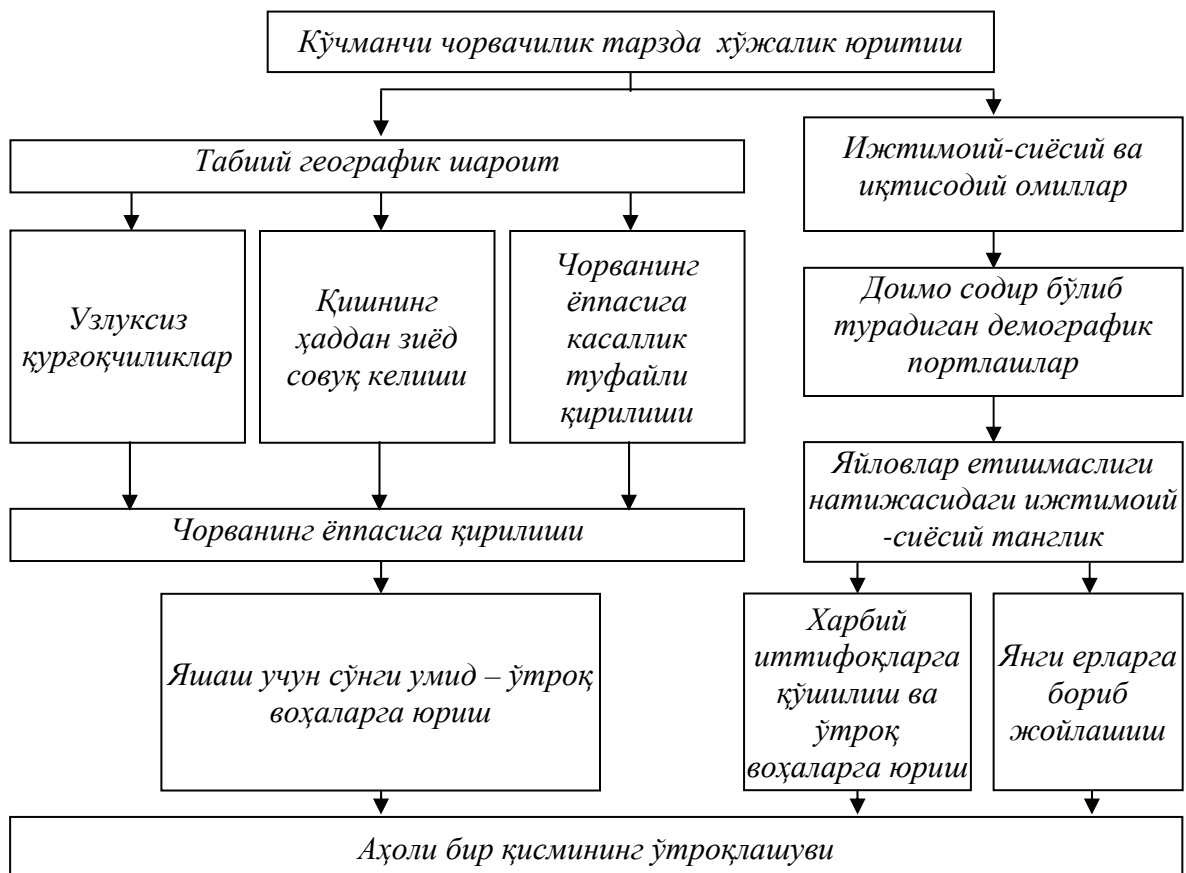 Кўчманчи чорвачилик тарзда хўжалик юритиш
Табиий географик шароит
Ижтимоий-сиёсий ва
иқтисодий омиллар
Узлуксиз
қурғоқчиликлар
Қишнинг
ҳаддан зиёд
совуқ келиши
Чорванинг
ёппасига
касаллик
туфайли
қирилиши
Доимо содир бўлиб
турадиган демографик
портлашлар
Яйловлар етишмаслиги
натижасидаги ижтимоий
-сиёсий танглик
Чорванинг ёппасига қирилиши
Яшаш учун сўнги умид – ўтроқ
воҳаларга юриш
Харбий
иттифоқларга
қўшилиш ва
ўтроқ
воҳаларга юриш
Янги ерларга
бориб
жойлашиш
Аҳоли бир қисмининг ўтроқлашуви